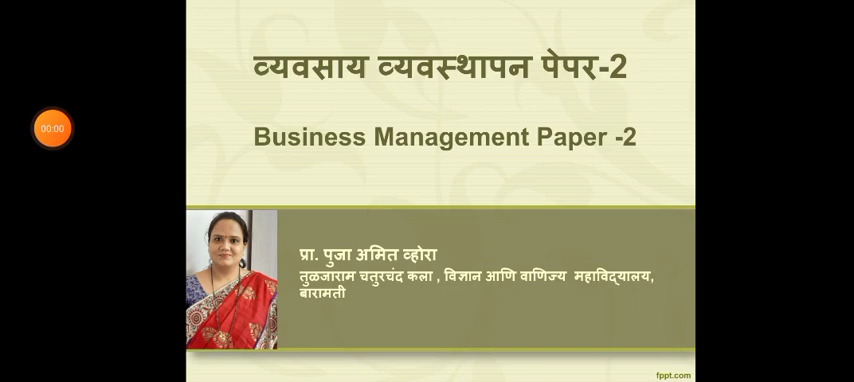 व्यवसाय व्यवस्थापन पेपर-2
Business Management Paper -2
00:00
प्रा. पुजा अमित व्होरा
तुळजाराम चतुरचंद कला , विज्ञान आणि वाणिज्य महाविद्यालय,
बारामती
fppt.com